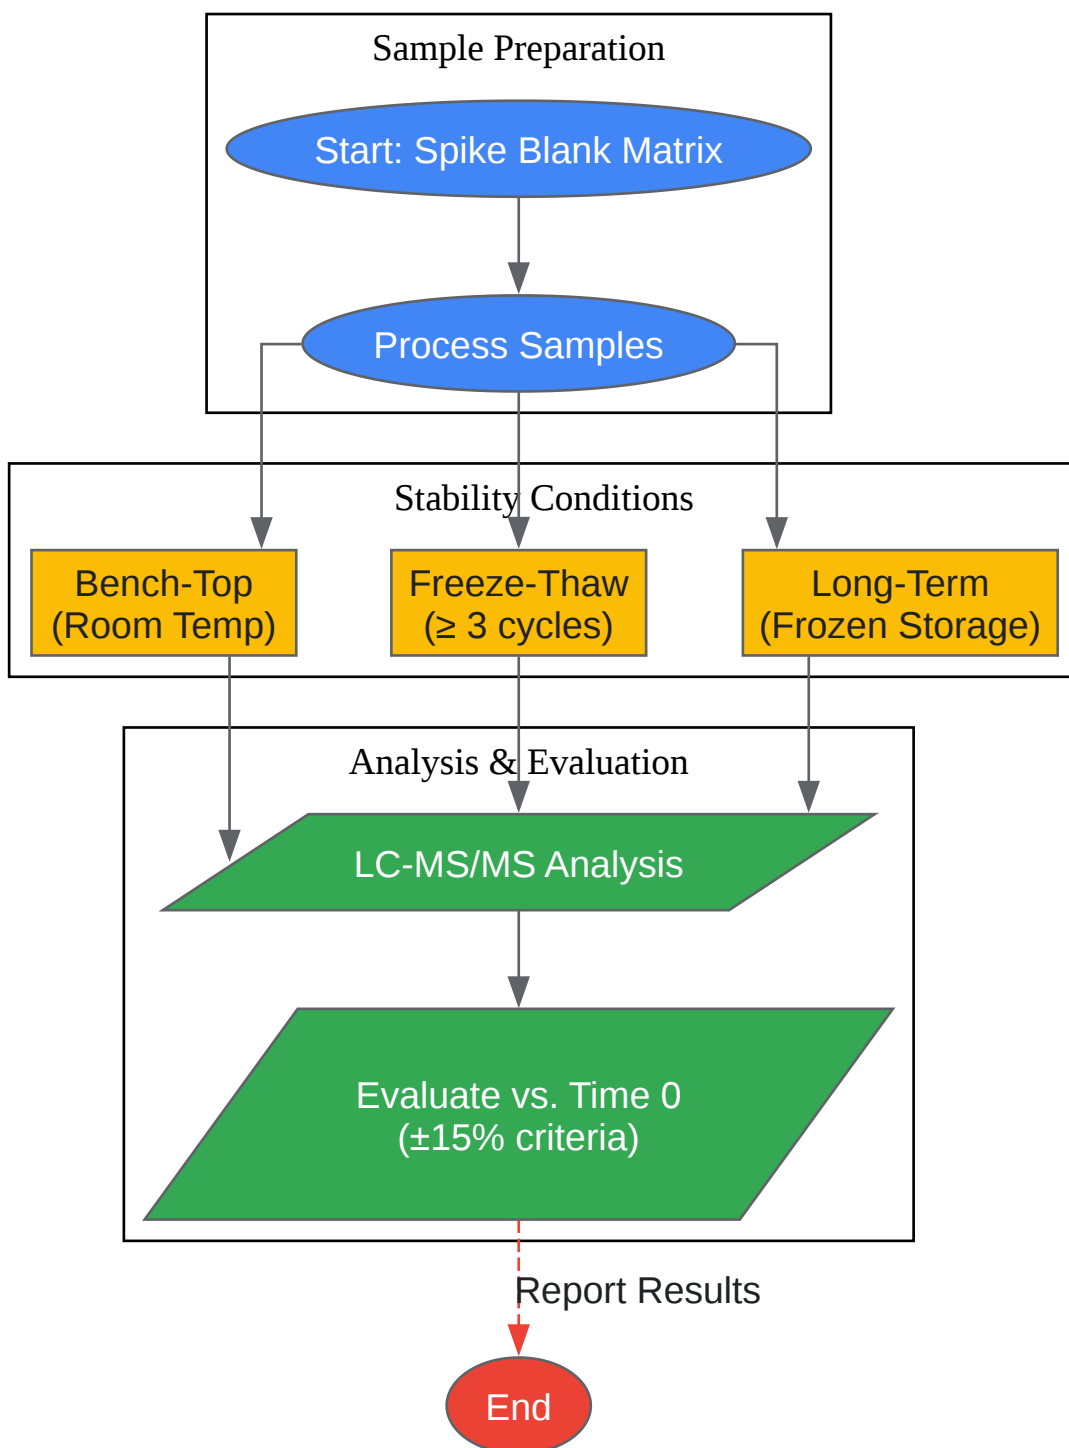 Sample Preparation
Start: Spike Blank Matrix
Process Samples
Stability Conditions
Bench-Top
(Room Temp)
Freeze-Thaw
(≥ 3 cycles)
Long-Term
(Frozen Storage)
Analysis & Evaluation
LC-MS/MS Analysis
Evaluate vs. Time 0
(±15% criteria)
Report Results
End